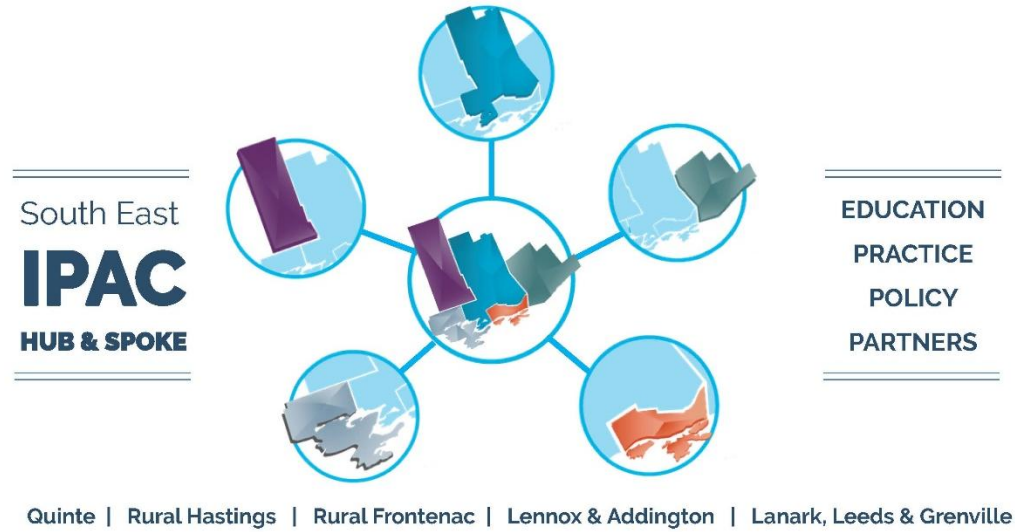 South East
IPAC
HUB & SPOKE
EDUCATION
PRACTICE
POLICY
PARTNERS
Quinte | Rural Hastings | Rural Frontenac | Lennox & Addington | Lanark, Leeds & Grenville